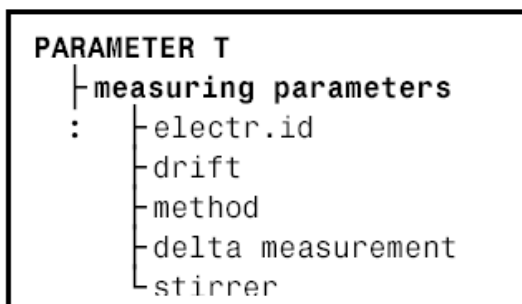 PARAMETER T
measuring parameters
: electr.id
drift
method
delta measurement
stirrer